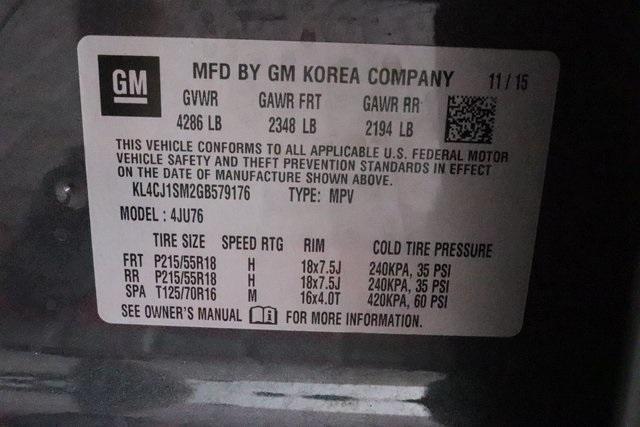 GM
MFD BY GM KOREA COMPANY 11/15
GVWR GAWR FRT GAWR RR
4286 LB 2348 LB 2194 LB
THIS VEHICLE CONFORMS TO ALL APPLICABLE U.S. FEDERAL MOTOR
VEHICLE SAFETY AND THEFT PREVENTION STANDARDS IN EFFECT
ON THE DATE OF MANUFACTURE SHOWN ABOVE.
KL4CJ1SM2GB579176 TYPE: MPV
MODEL : 4JU76
TIRE SIZE SPEED RTG RIM COLD TIRE PRESSURE
FRT P215/55R18 H 18x7.5J 240KPA, 35 PSI
RR P215/55R18 H 18x7.5J 240KPA, 35 PSI
SPA T125/70R16 M 16x4.0T 420KPA, 60 PSI
SEE OWNER'S MANUAL FOR MORE INFORMATION.